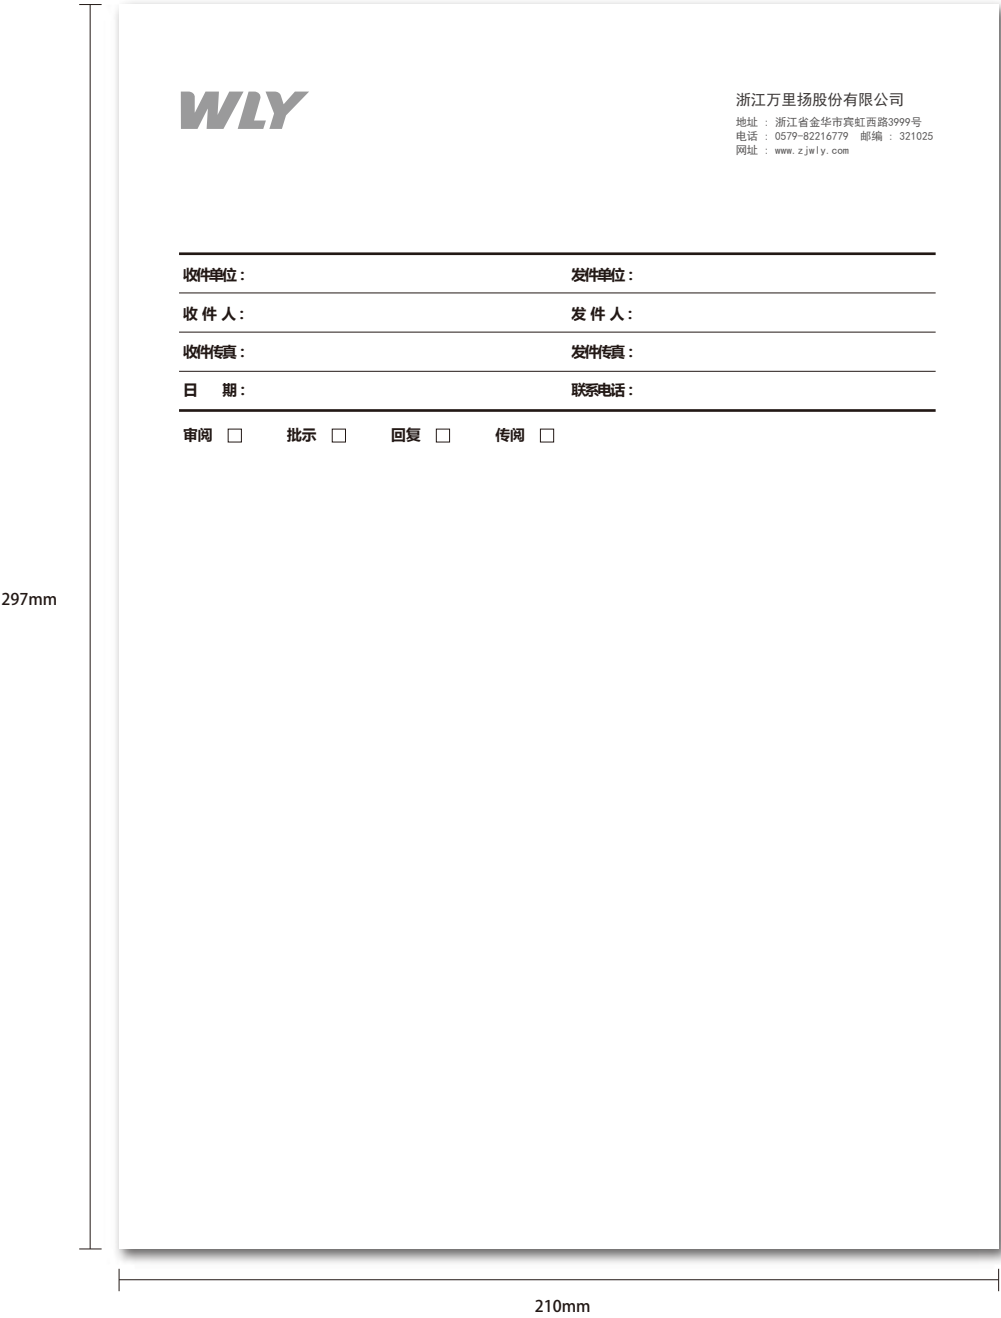 WLY
浙江万里扬股份有限公司
地址 : 浙江省金华市宾虹西路3999号
电话 : 0579-82216779 邮编 : 321025
网址 : www.zjwly.com
收件单位: 发件单位:
收 件 人: 发 件 人:
收件传真: 发件传真:
日 期: 联系电话:
审阅 □ 批示 □ 回复 □ 传阅 □
297mm
210mm